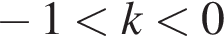 − 1 < k < 0